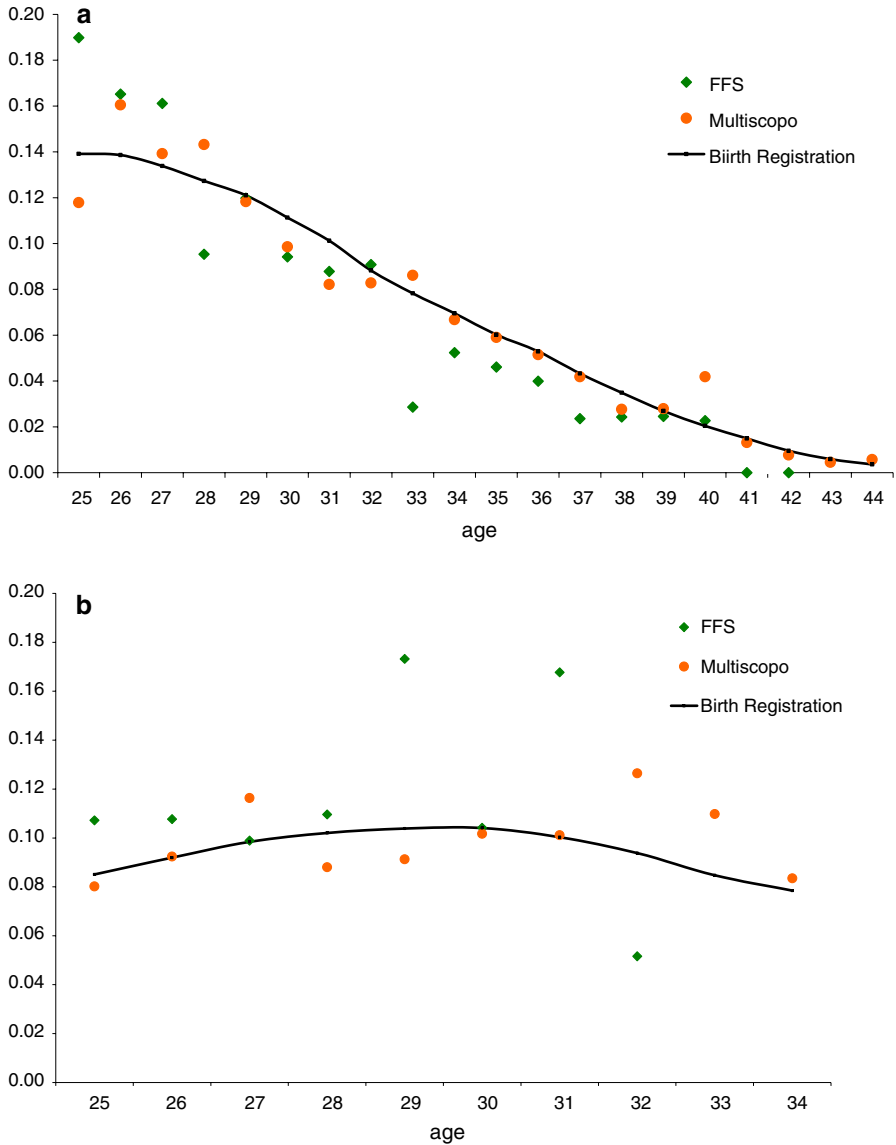 a
0.20
0.18
0.16
0.14
0.12
0.10
0.08
0.06
0.04
0.02
0.00
FFS
Multiscopo
Biirth Registration
25 26 27 28 29 30 31 32 33 34 35 36 37 38 39 40 41 42 43 44
age
b
0.20
0.18
0.16
0.14
0.12
0.10
0.08
0.06
0.04
0.02
0.00
FFS
Multiscopo
Birth Registration
25 26 27 28 29 30 31 32 33 34
age